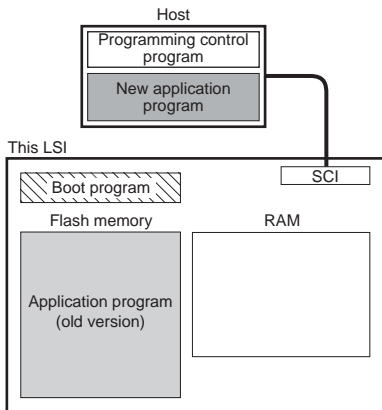 Host
Programming control
program
New application
program
This LSI
SCI
Boot program
Flash memory
RAM
Application program
(old version)